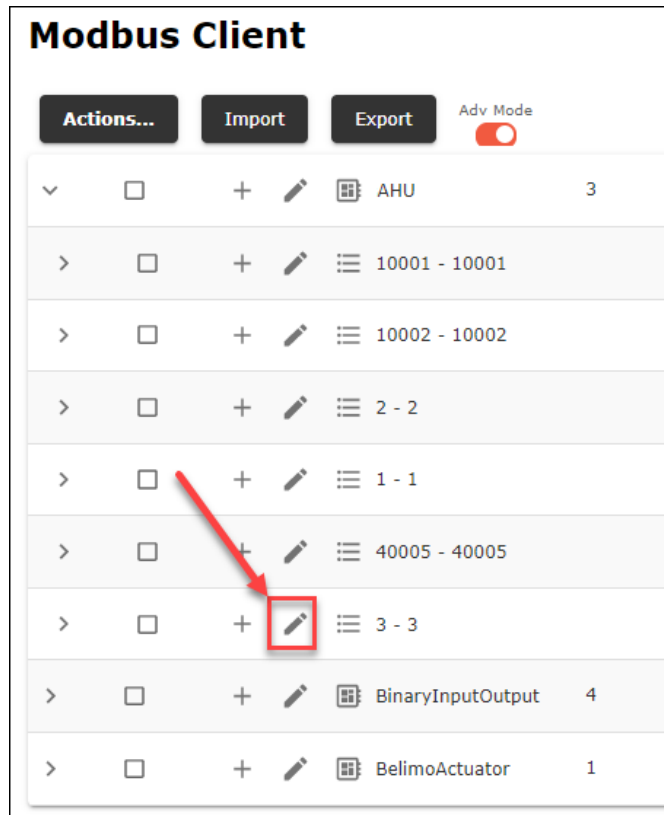 Modbus Client
Actions... Import Export Adv Mode
AHU 3
10001 - 10001
10002 - 10002
2 - 2
1 - 1
40005 - 40005
3 - 3
BinaryInputOutput 4
BelimoActuator 1